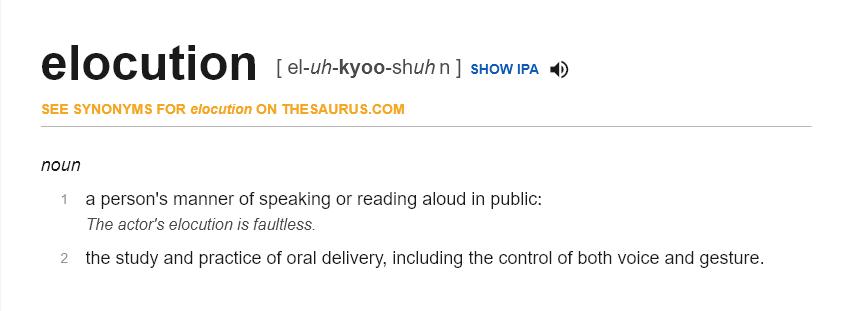 elocution [ el-uh-kyoo-shuhn ] SHOW IPA
SEE SYNONYMS FOR elocution ON THESAURUS.COM
noun
1 a person's manner of speaking or reading aloud in public:
The actor's elocution is faultless.
2 the study and practice of oral delivery, including the control of both voice and gesture.